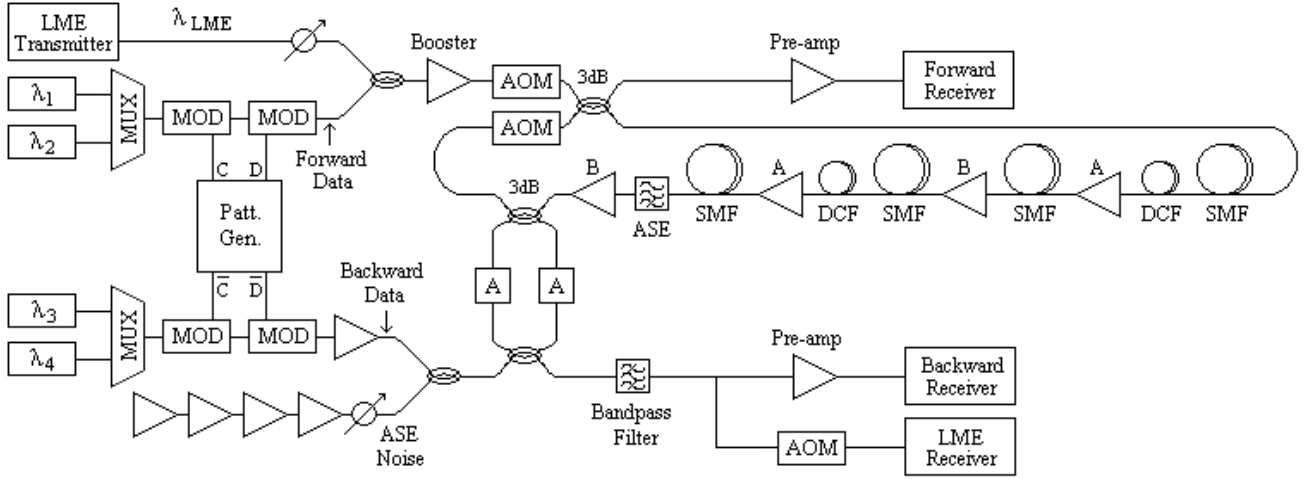 LME
Transmitter
λ LME
λ1
λ2
MUX
MOD
MOD
Forward
Data
Booster
AOM
AOM
3dB
Pre-amp
Forward
Receiver
C D
Patt.
Gen.
C̅ D̅
3dB
B
ASE
SMF
A
DCF
SMF
B
SMF
A
DCF
SMF
A
A
λ3
λ4
MUX
MOD
MOD
Backward
Data
ASE
Noise
Bandpass
Filter
Pre-amp
Backward
Receiver
AOM
LME
Receiver